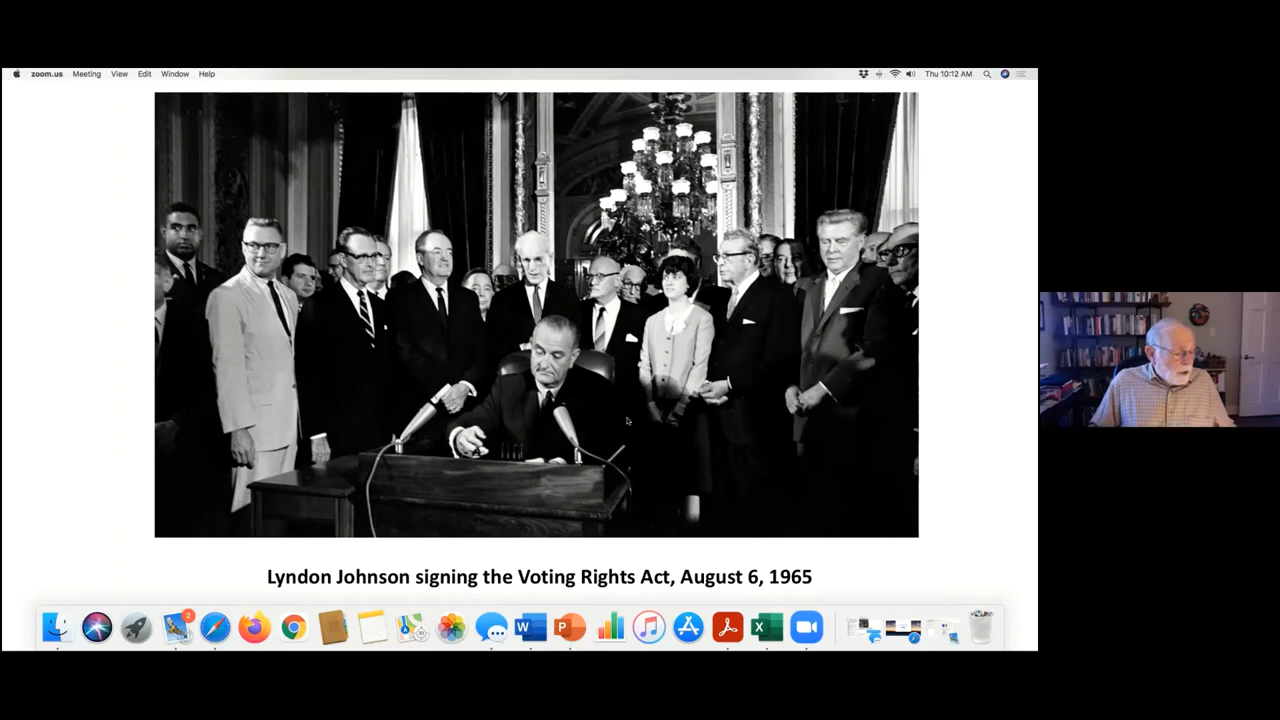 zoom.us Meeting View Edit Window Help Thu 10:12 AM
Lyndon Johnson signing the Voting Rights Act, August 6, 1965
2
W P X